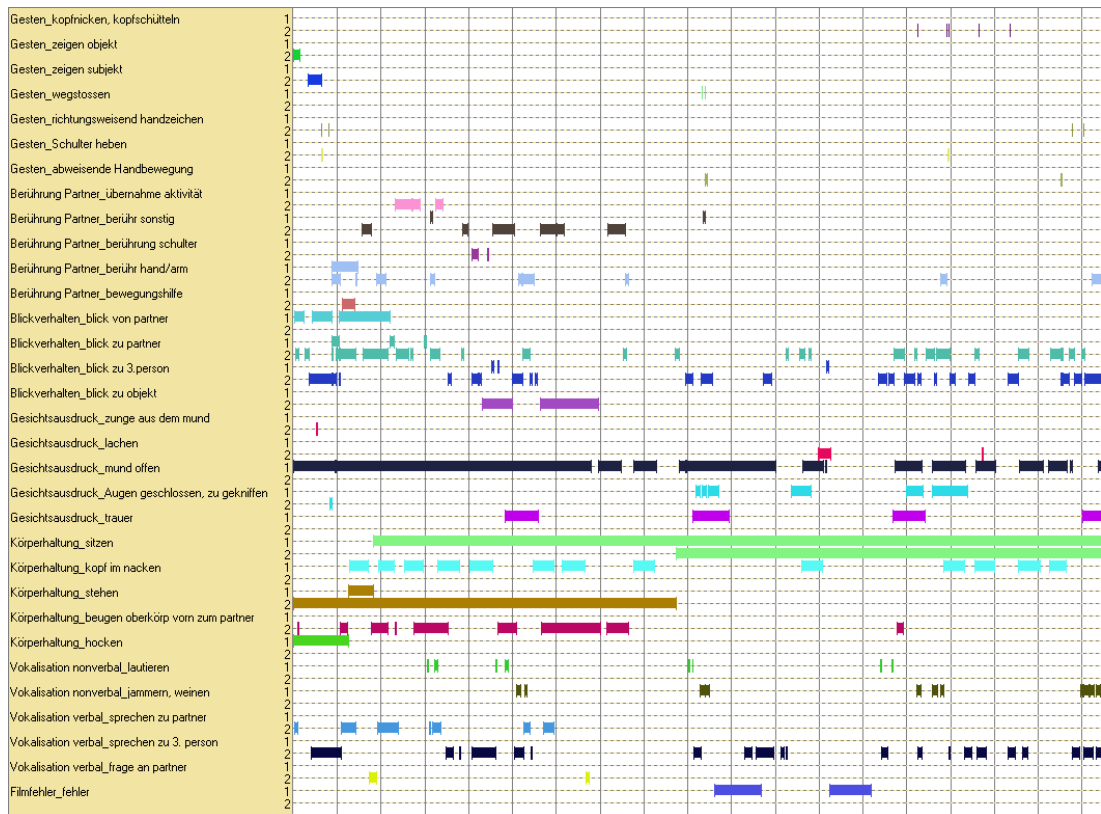 Gesten_kopfnicken, kopfschütteln 1
2
Gesten_zeigen objekt 1
2
Gesten_zeigen subjekt 1
2
Gesten_wegstossen 1
2
Gesten_richtungsweisend handzeichen 1
2
Gesten_Schulter heben 1
2
Gesten_abweisende Handbewegung 1
2
Berührung Partner_übernahme aktivität 1
2
Berührung Partner_berühr sonstig 1
2
Berührung Partner_berührung schulter 1
2
Berührung Partner_berühr hand/arm 1
2
Berührung Partner_bewegungshilfe 1
2
Blickverhalten_blick von partner 1
2
Blickverhalten_blick zu partner 1
2
Blickverhalten_blick zu 3.person 1
2
Blickverhalten_blick zu objekt 1
2
Gesichtsausdruck_zunge aus dem mund 1
2
Gesichtsausdruck_lachen 1
2
Gesichtsausdruck_mund offen 1
2
Gesichtsausdruck_Augen geschlossen, zu gekniffen 1
2
Gesichtsausdruck_trauer 1
2
Körperhaltung_sitzen 1
2
Körperhaltung_kopf im nacken 1
2
Körperhaltung_stehen 1
2
Körperhaltung_beugen oberkörp vorn zum partner 1
2
Körperhaltung_hocken 1
2
Vokalisation nonverbal_lautieren 1
2
Vokalisation nonverbal_jammern, weinen 1
2
Vokalisation verbal_sprechen zu partner 1
2
Vokalisation verbal_sprechen zu 3. person 1
2
Vokalisation verbal_frage an partner 1
2
Filmfehler_fehler 1
2